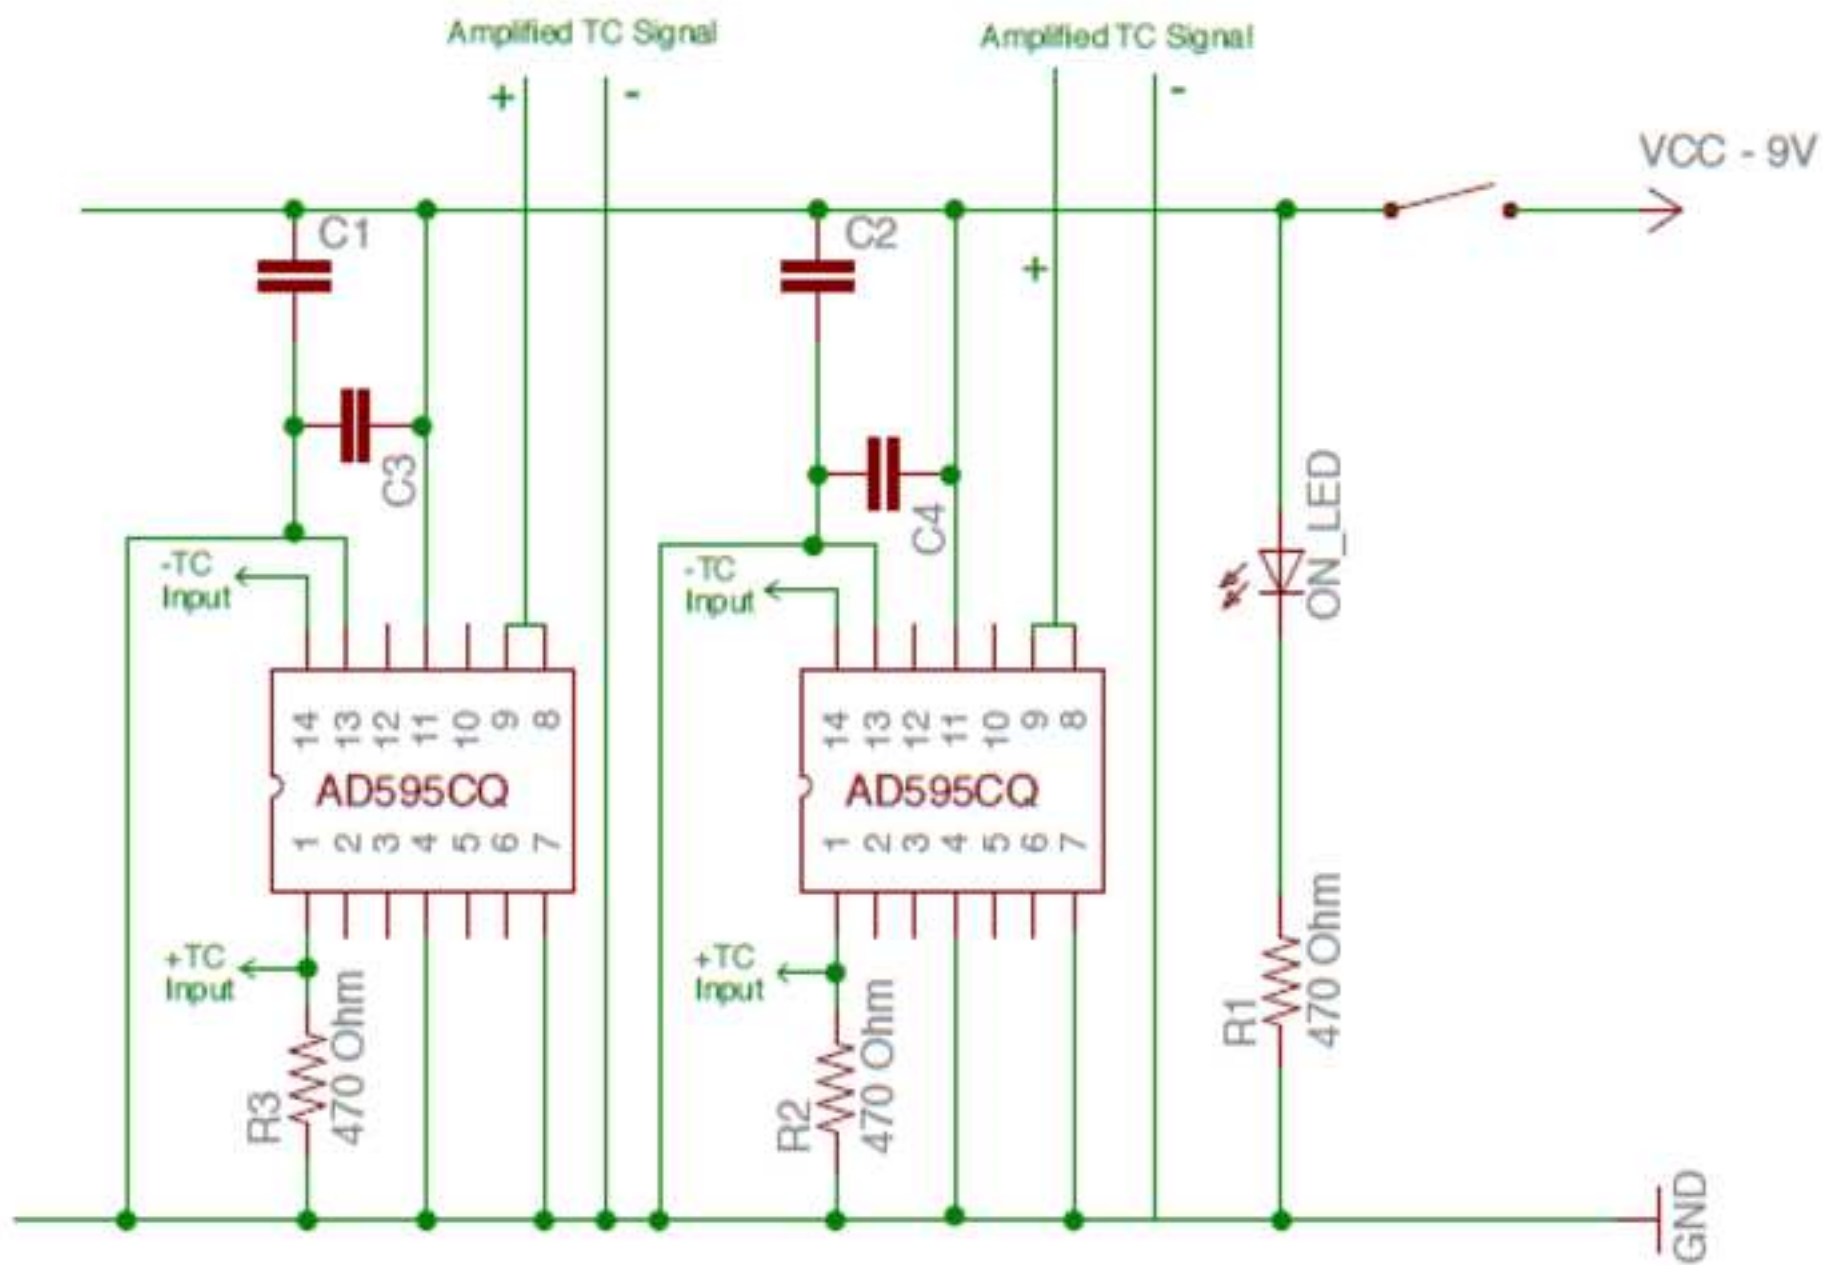 Amplified TC Signal
Amplified TC Signal
+
-
+
-
VCC - 9V
C1
C2
+
C3
C4
ON_LED
-TC
Input
-TC
Input
14 13 12 11 10 9 8
AD595CQ
1 2 3 4 5 6 7
14 13 12 11 10 9 8
AD595CQ
1 2 3 4 5 6 7
+TC
Input
+TC
Input
R3
470 Ohm
R2
470 Ohm
R1
470 Ohm
GND